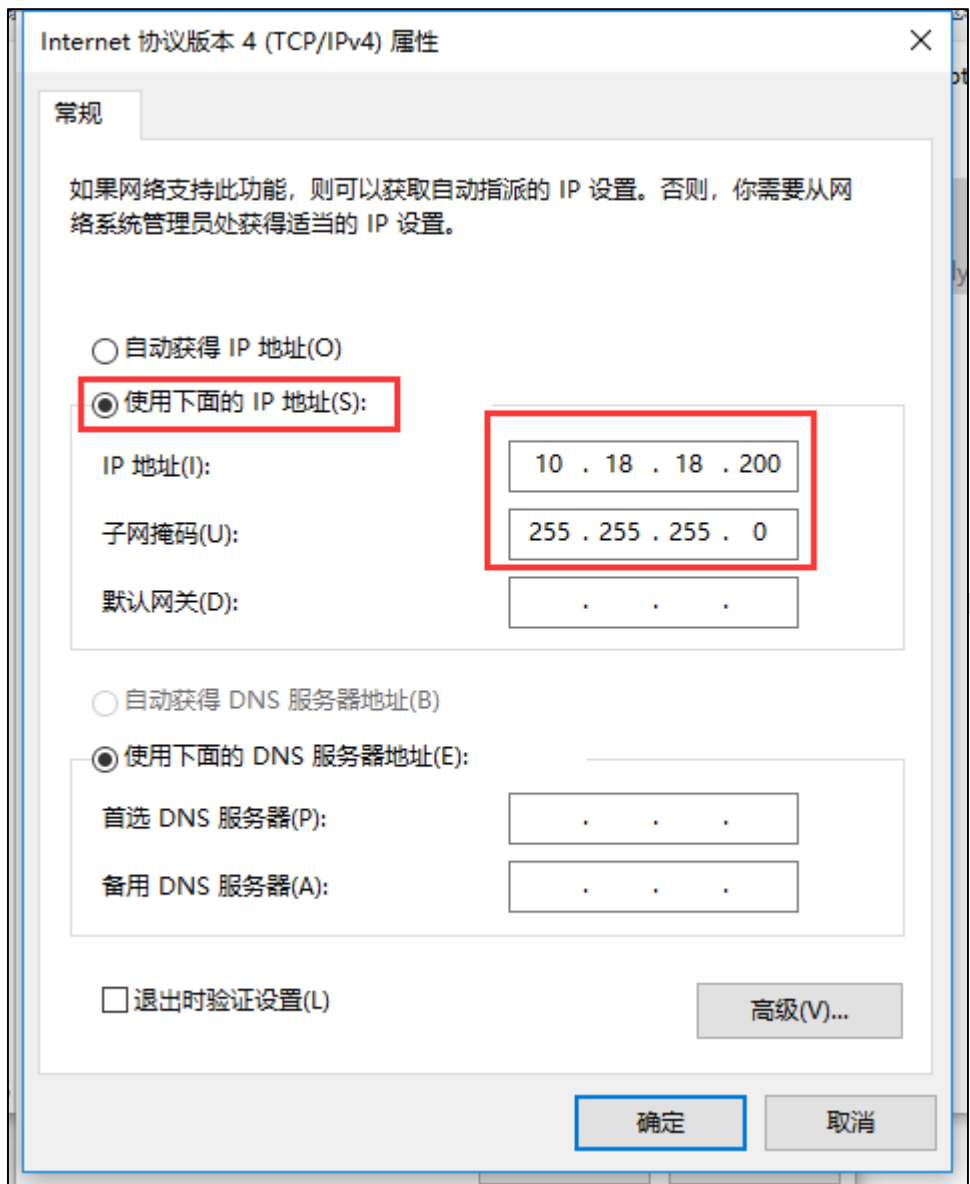 Internet 协议版本 4 (TCP/IPv4) 属性
常规
如果网络支持此功能，则可以获取自动指派的 IP 设置。否则，你需要从网
络系统管理员处获得适当的 IP 设置。
自动获得 IP 地址(O)
使用下面的 IP 地址(S):
IP 地址(I): 10 . 18 . 18 . 200
子网掩码(U): 255 . 255 . 255 . 0
默认网关(D): . . .
自动获得 DNS 服务器地址(B)
使用下面的 DNS 服务器地址(E):
首选 DNS 服务器(P): . . .
备用 DNS 服务器(A): . . .
退出时验证设置(L)
高级(V)...
确定 取消